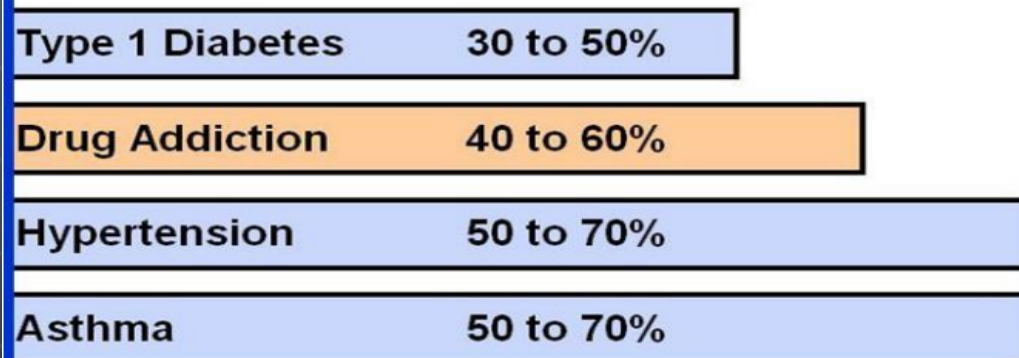 Type 1 Diabetes 30 to 50%
Drug Addiction 40 to 60%
Hypertension 50 to 70%
Asthma 50 to 70%